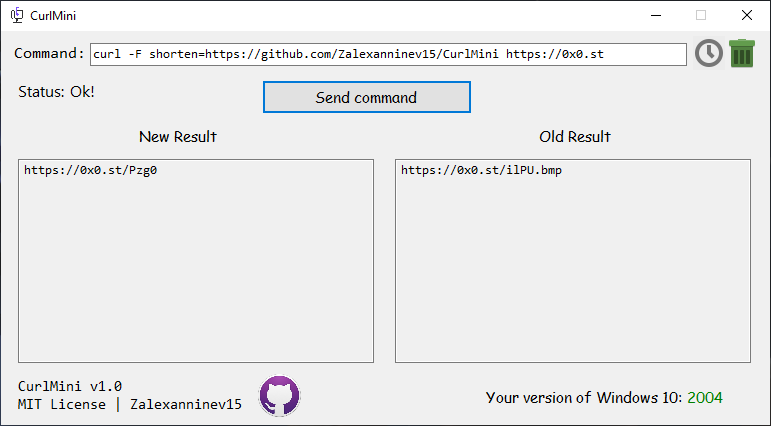 CurlMini
Command: curl -F shorten=https://github.com/Zalexanninev15/CurlMini https://0x0.st
Status: Ok!
Send command
New Result
Old Result
https://0x0.st/Pzg0
https://0x0.st/ilPU.bmp
CurlMini v1.0
MIT License | Zalexanninev15
Your version of Windows 10: 2004